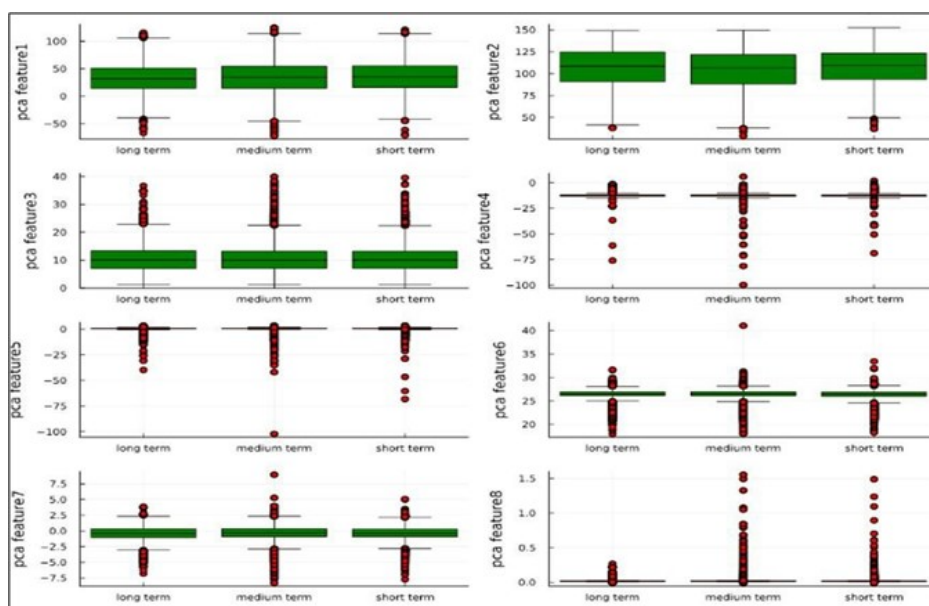 pca feature1
100
50
0
−50
long term medium term short term
pca feature2
150
125
100
75
50
long term medium term short term
pca feature3
40
30
20
10
0
long term medium term short term
pca feature4
0
−25
−50
−75
−100
long term medium term short term
pca feature5
0
−25
−50
−75
−100
long term medium term short term
pca feature6
40
35
30
25
20
long term medium term short term
pca feature7
7.5
5.0
2.5
0.0
−2.5
−5.0
−7.5
long term medium term short term
pca feature8
1.5
1.0
0.5
0.0
long term medium term short term